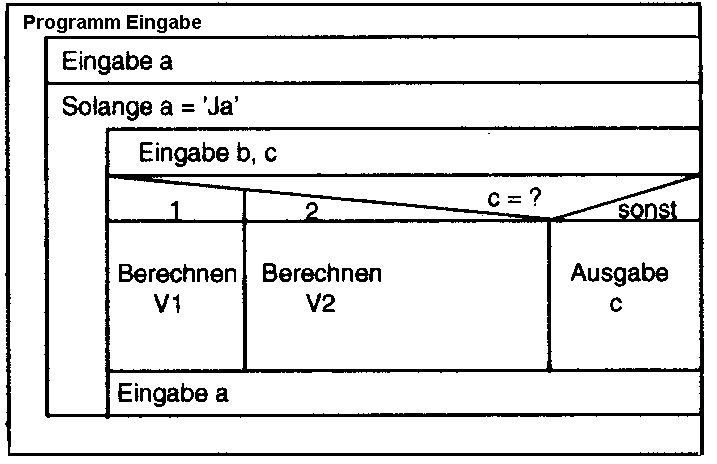 Programm Eingabe
Eingabe a
Solange a = 'Ja'
Eingabe b, c
c = ?
1
2
sonst
Berechnen
V1
Berechnen
V2
Ausgabe
c
Eingabe a